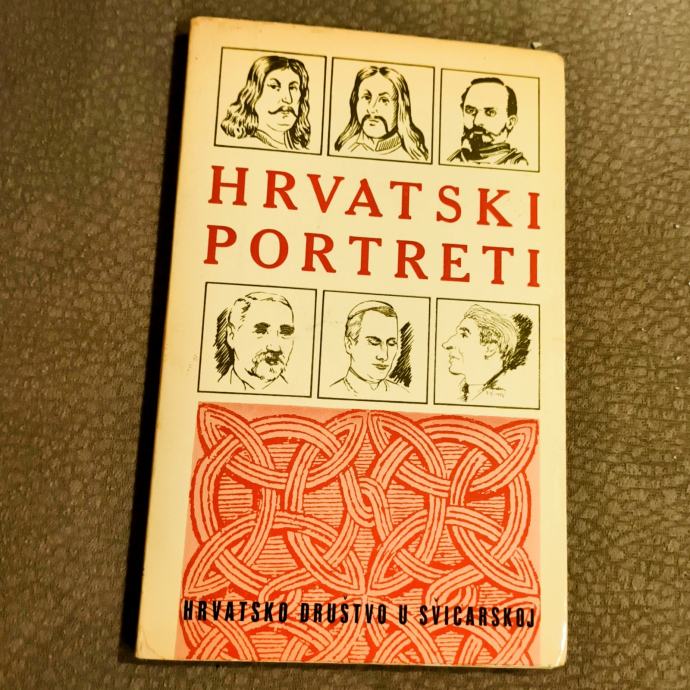 HRVATSKI
PORTRETI
HRVATSKO DRUŠTVO U ŠVICARSKOJ